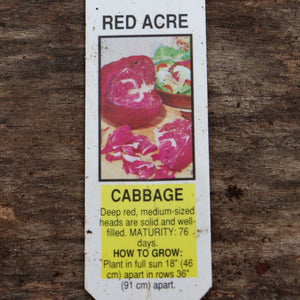 RED ACRE
CABBAGE
Deep red, medium-sized
heads are solid and well-
filled. MATURITY: 76
days.
HOW TO GROW:
Plant in full sun 18" (46
cm) apart in rows 36"
(91 cm) apart.